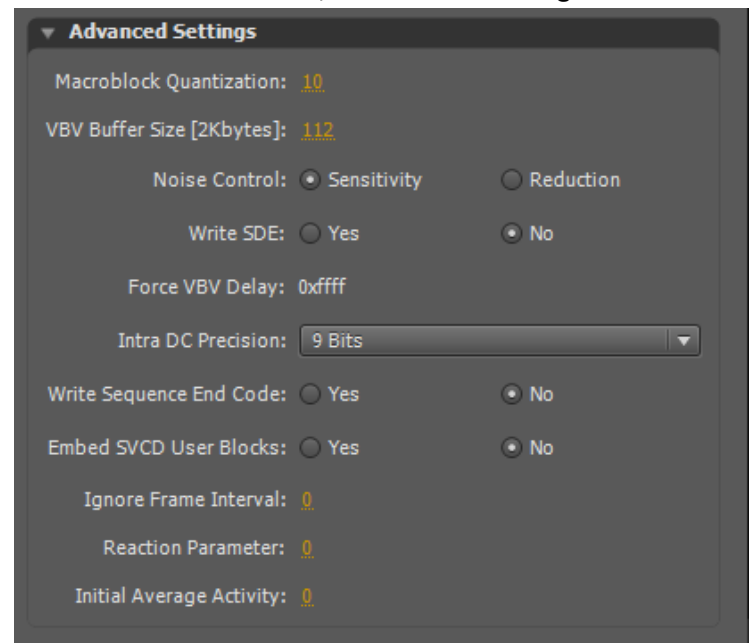 Advanced Settings
Macroblock Quantization: 10
VBV Buffer Size [2Kbytes]: 112
Noise Control: Sensitivity Reduction
Write SDE: Yes No
Force VBV Delay: 0xffff
Intra DC Precision: 9 Bits
Write Sequence End Code: Yes No
Embed SVCD User Blocks: Yes No
Ignore Frame Interval: 0
Reaction Parameter: 0
Initial Average Activity: 0